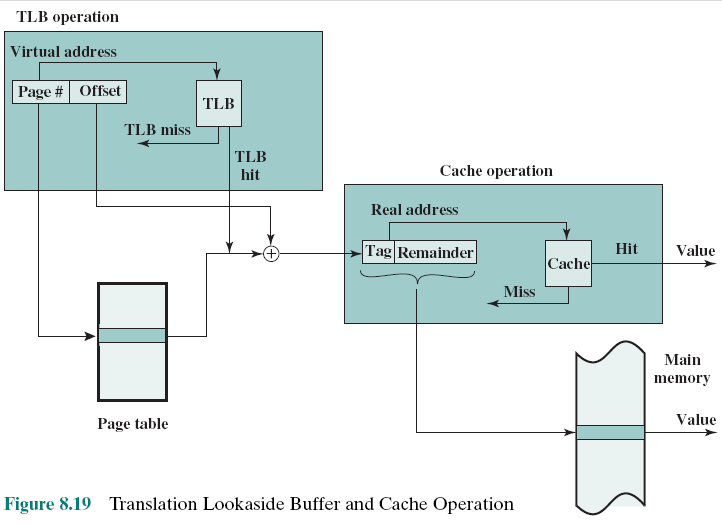 TLB operation
Virtual address
Page # Offset
TLB
TLB miss
TLB
hit
Cache operation
Real address
Tag Remainder
Cache
Hit
Value
Miss
Page table
Main
memory
Value
Figure 8.19 Translation Lookaside Buffer and Cache Operation